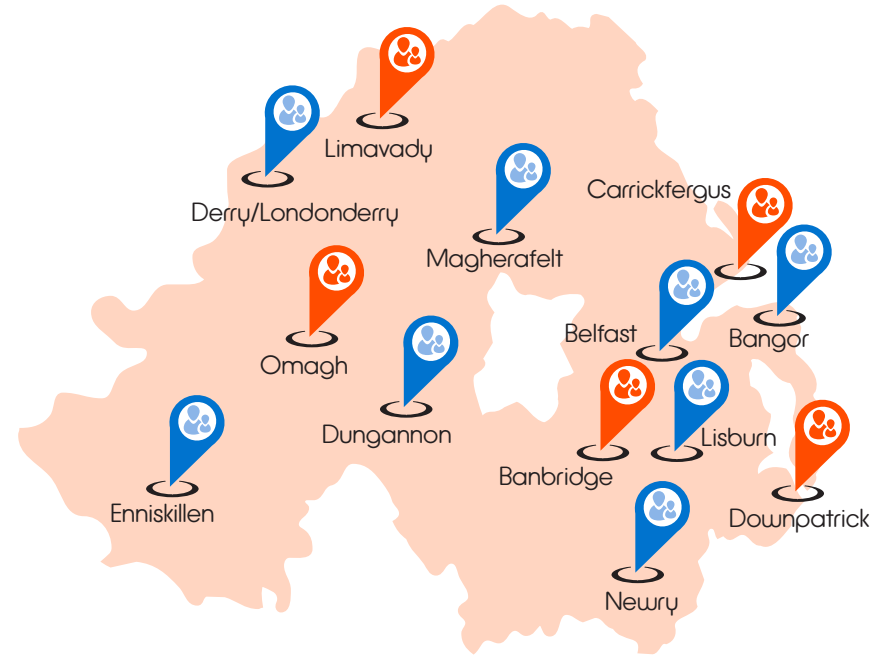 Limavady
Carrickfergus
Derry/Londonderry
Magherafelt
Belfast
Bangor
Omagh
Dungannon
Lisburn
Banbridge
Enniskillen
Downpatrick
Newry